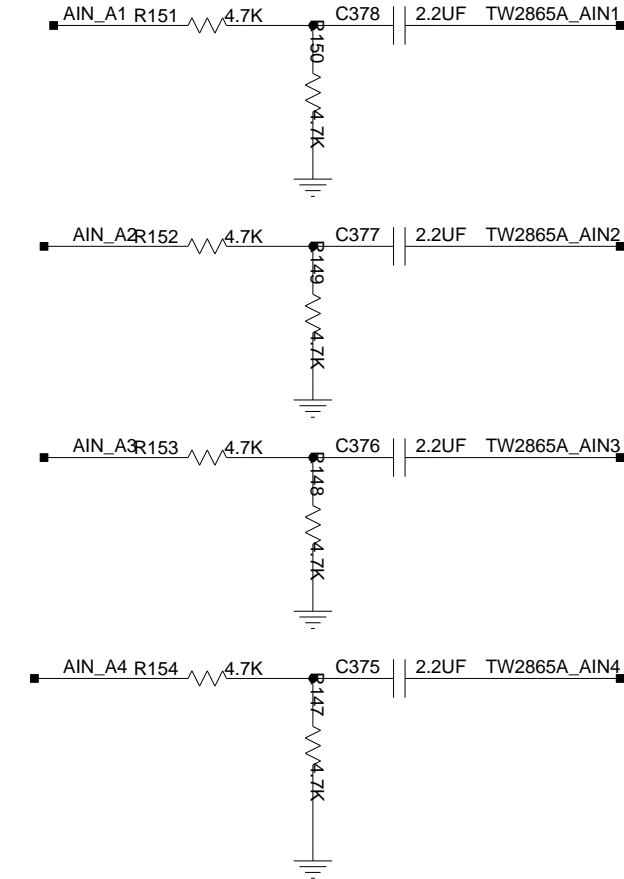 AIN_A1 R151 4.7K C378 2.2UF TW2865A_AIN1
R150
4.7K
AIN_A2 R152 4.7K C377 2.2UF TW2865A_AIN2
R149
4.7K
AIN_A3 R153 4.7K C376 2.2UF TW2865A_AIN3
R148
4.7K
AIN_A4 R154 4.7K C375 2.2UF TW2865A_AIN4
R147
4.7K